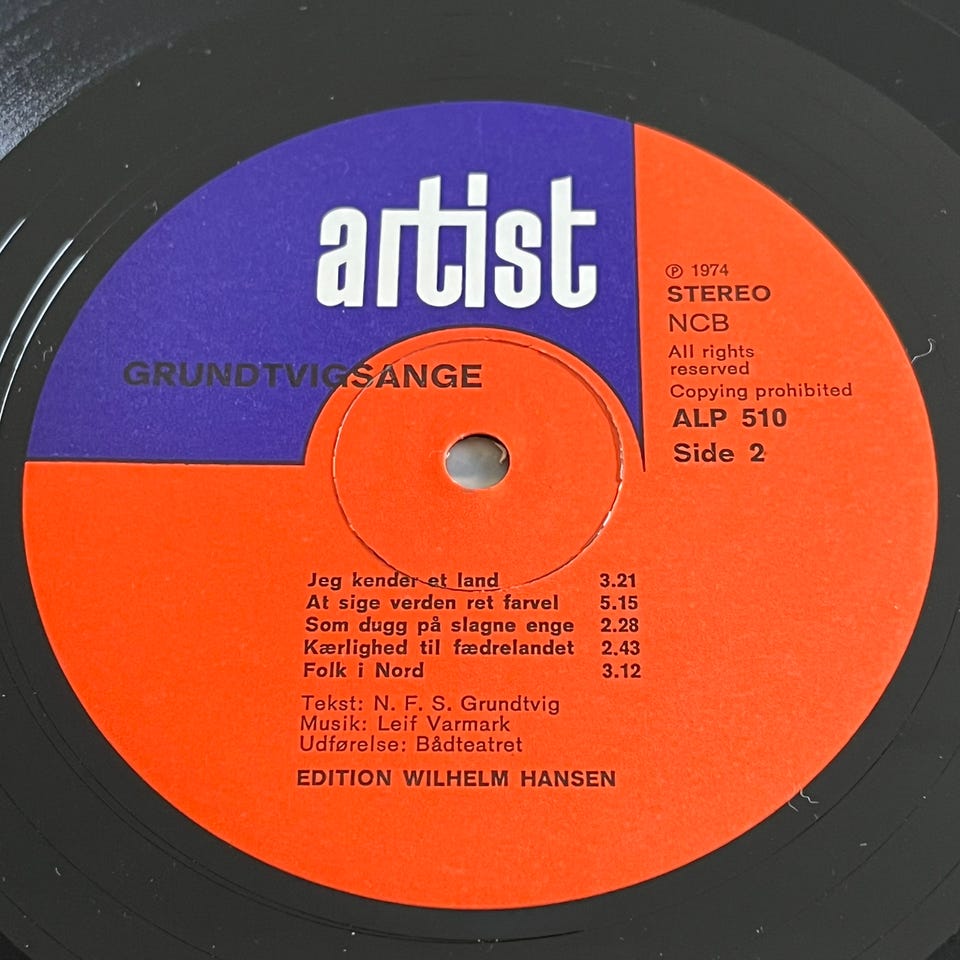 artist
GRUNDTVIGSANGE
℗ 1974
STEREO
NCB
All rights
reserved
Copying prohibited
ALP 510
Side 2
Jeg kender et land 3.21
At sige verden ret farvel 5.15
Som dugg på slagne enge 2.28
Kærlighed til fædrelandet 2.43
Folk i Nord 3.12
Tekst: N. F. S. Grundtvig
Musik: Leif Varmark
Udførelse: Bådteatret
EDITION WILHELM HANSEN